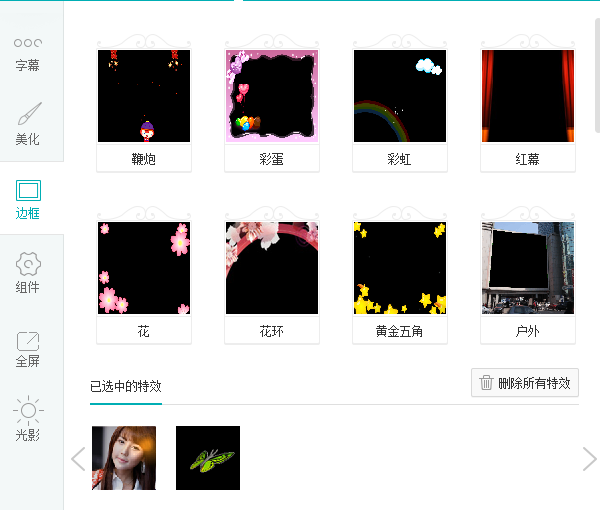 字幕
美化
边框
组件
全屏
光影
鞭炮
彩蛋
彩虹
红幕
花
花环
黄金五角
户外
已选中的特效
删除所有特效